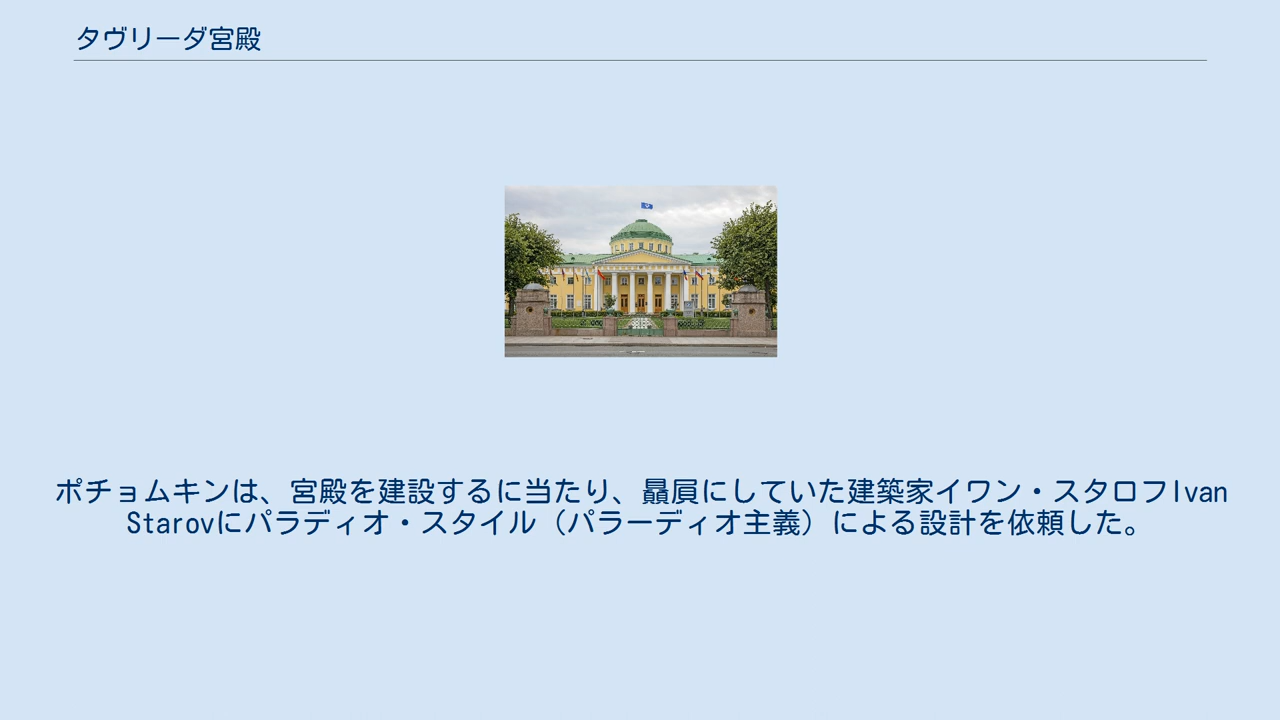 タヴリーダ宮殿
ポチョムキンは、宮殿を建設するに当たり、贔屓にしていた建築家イワン・スタロフIvan
Starovにパラディオ・スタイル（パラーディオ主義）による設計を依頼した。